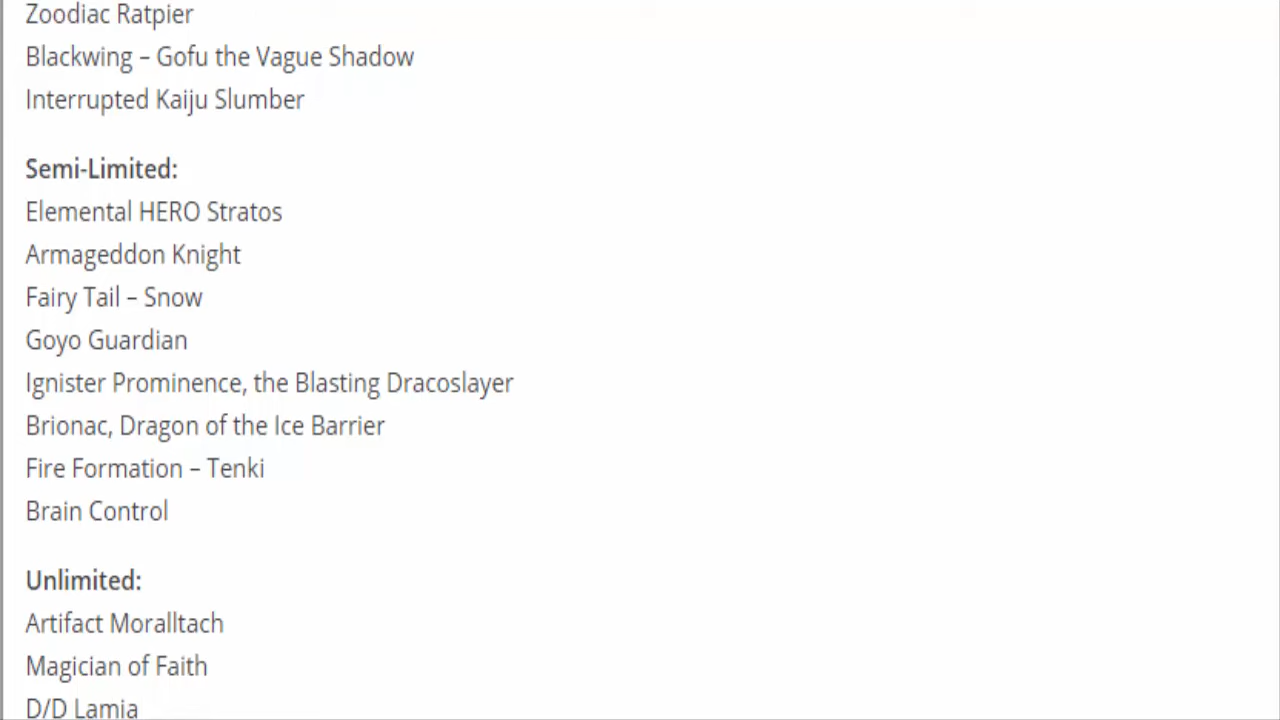 Zoodiac Ratpier
Blackwing – Gofu the Vague Shadow
Interrupted Kaiju Slumber
Semi-Limited:
Elemental HERO Stratos
Armageddon Knight
Fairy Tail – Snow
Goyo Guardian
Ignister Prominence, the Blasting Dracoslayer
Brionac, Dragon of the Ice Barrier
Fire Formation – Tenki
Brain Control
Unlimited:
Artifact Moralltach
Magician of Faith
D/D Lamia